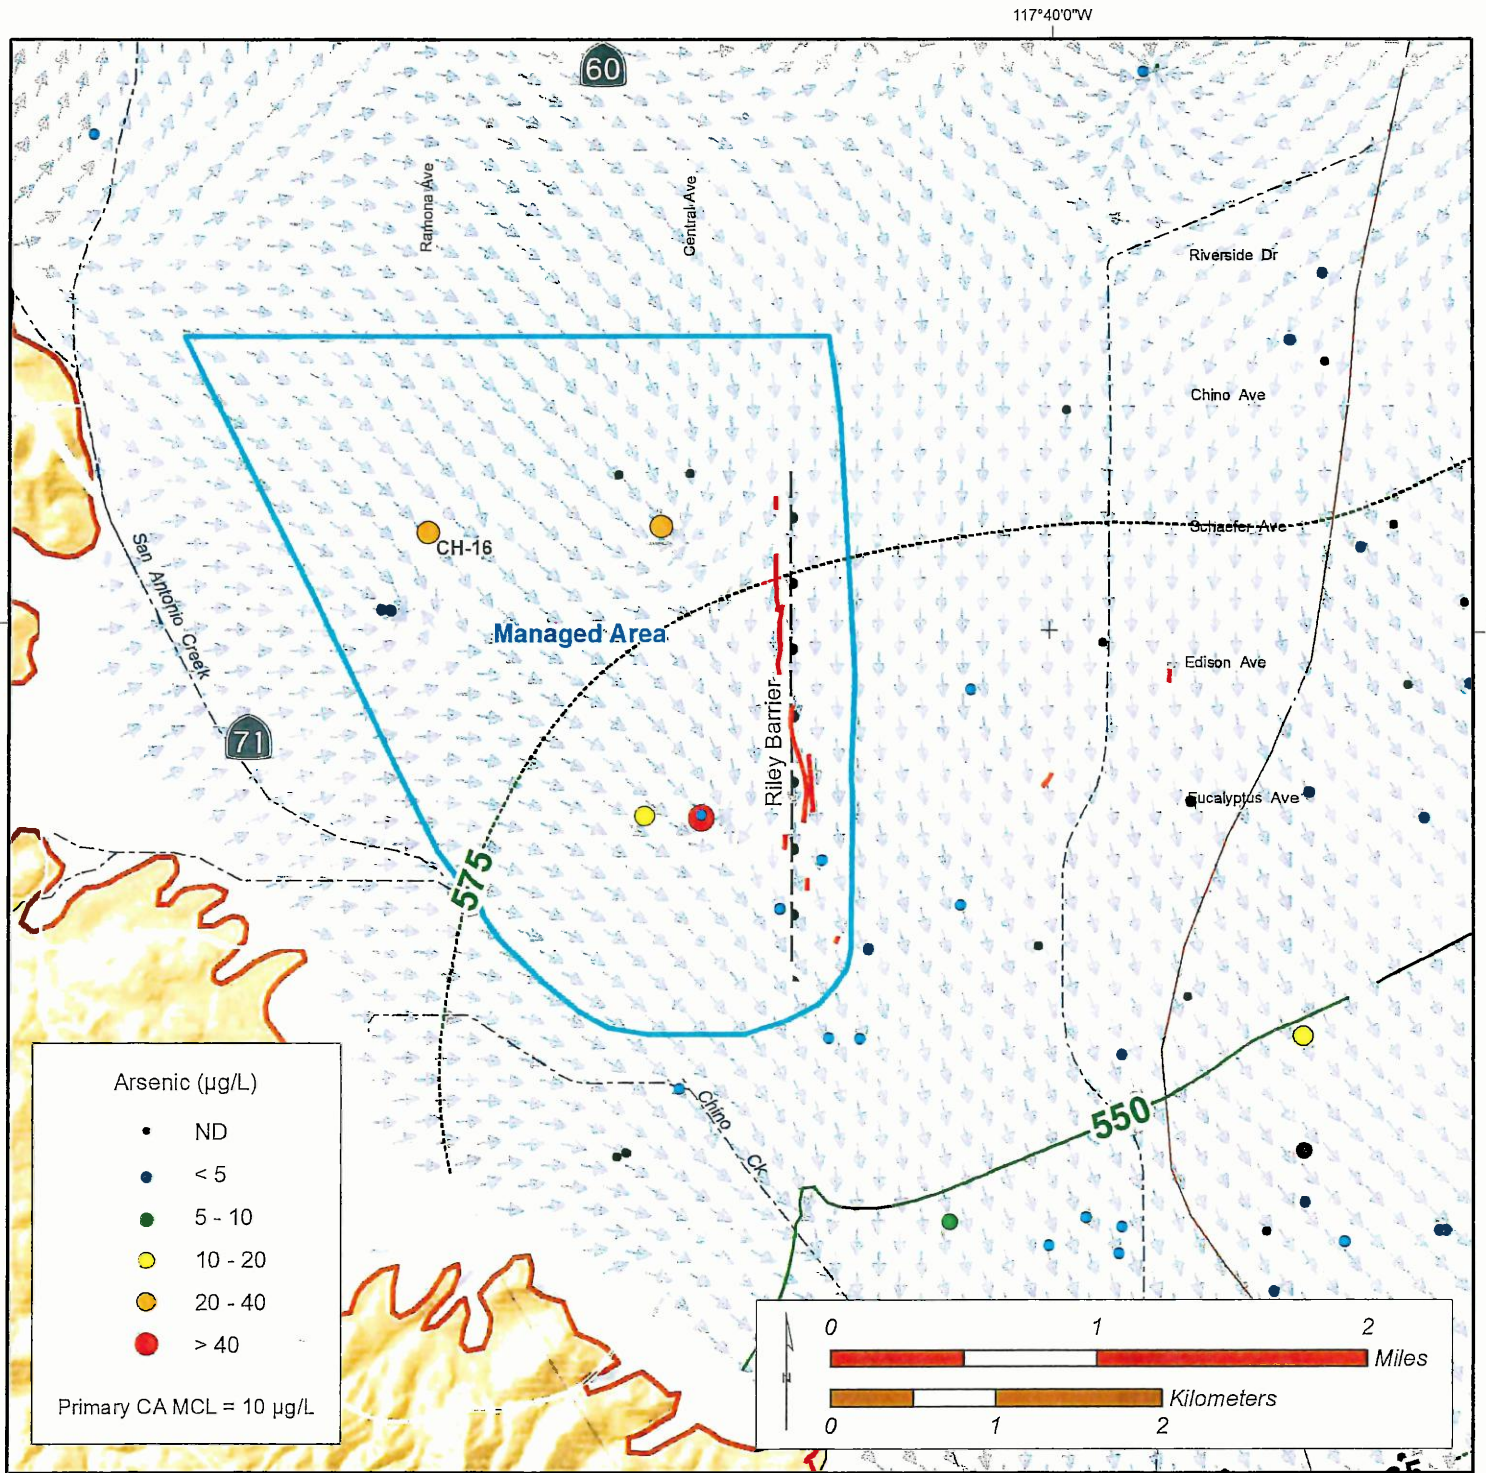 117°40'0"W
60
Ramona Ave
Central Ave
Riverside Dr
Chino Ave
Schaefer Ave
CH-16
San Antonio Creek
Managed Area
Edison Ave
71
Riley Barrier
Eucalyptus Ave
575
550
Chino Ck
Arsenic (µg/L)
ND
< 5
5 - 10
10 - 20
20 - 40
> 40
Primary CA MCL = 10 µg/L
N
0 1 2
Miles
Kilometers
0 1 2